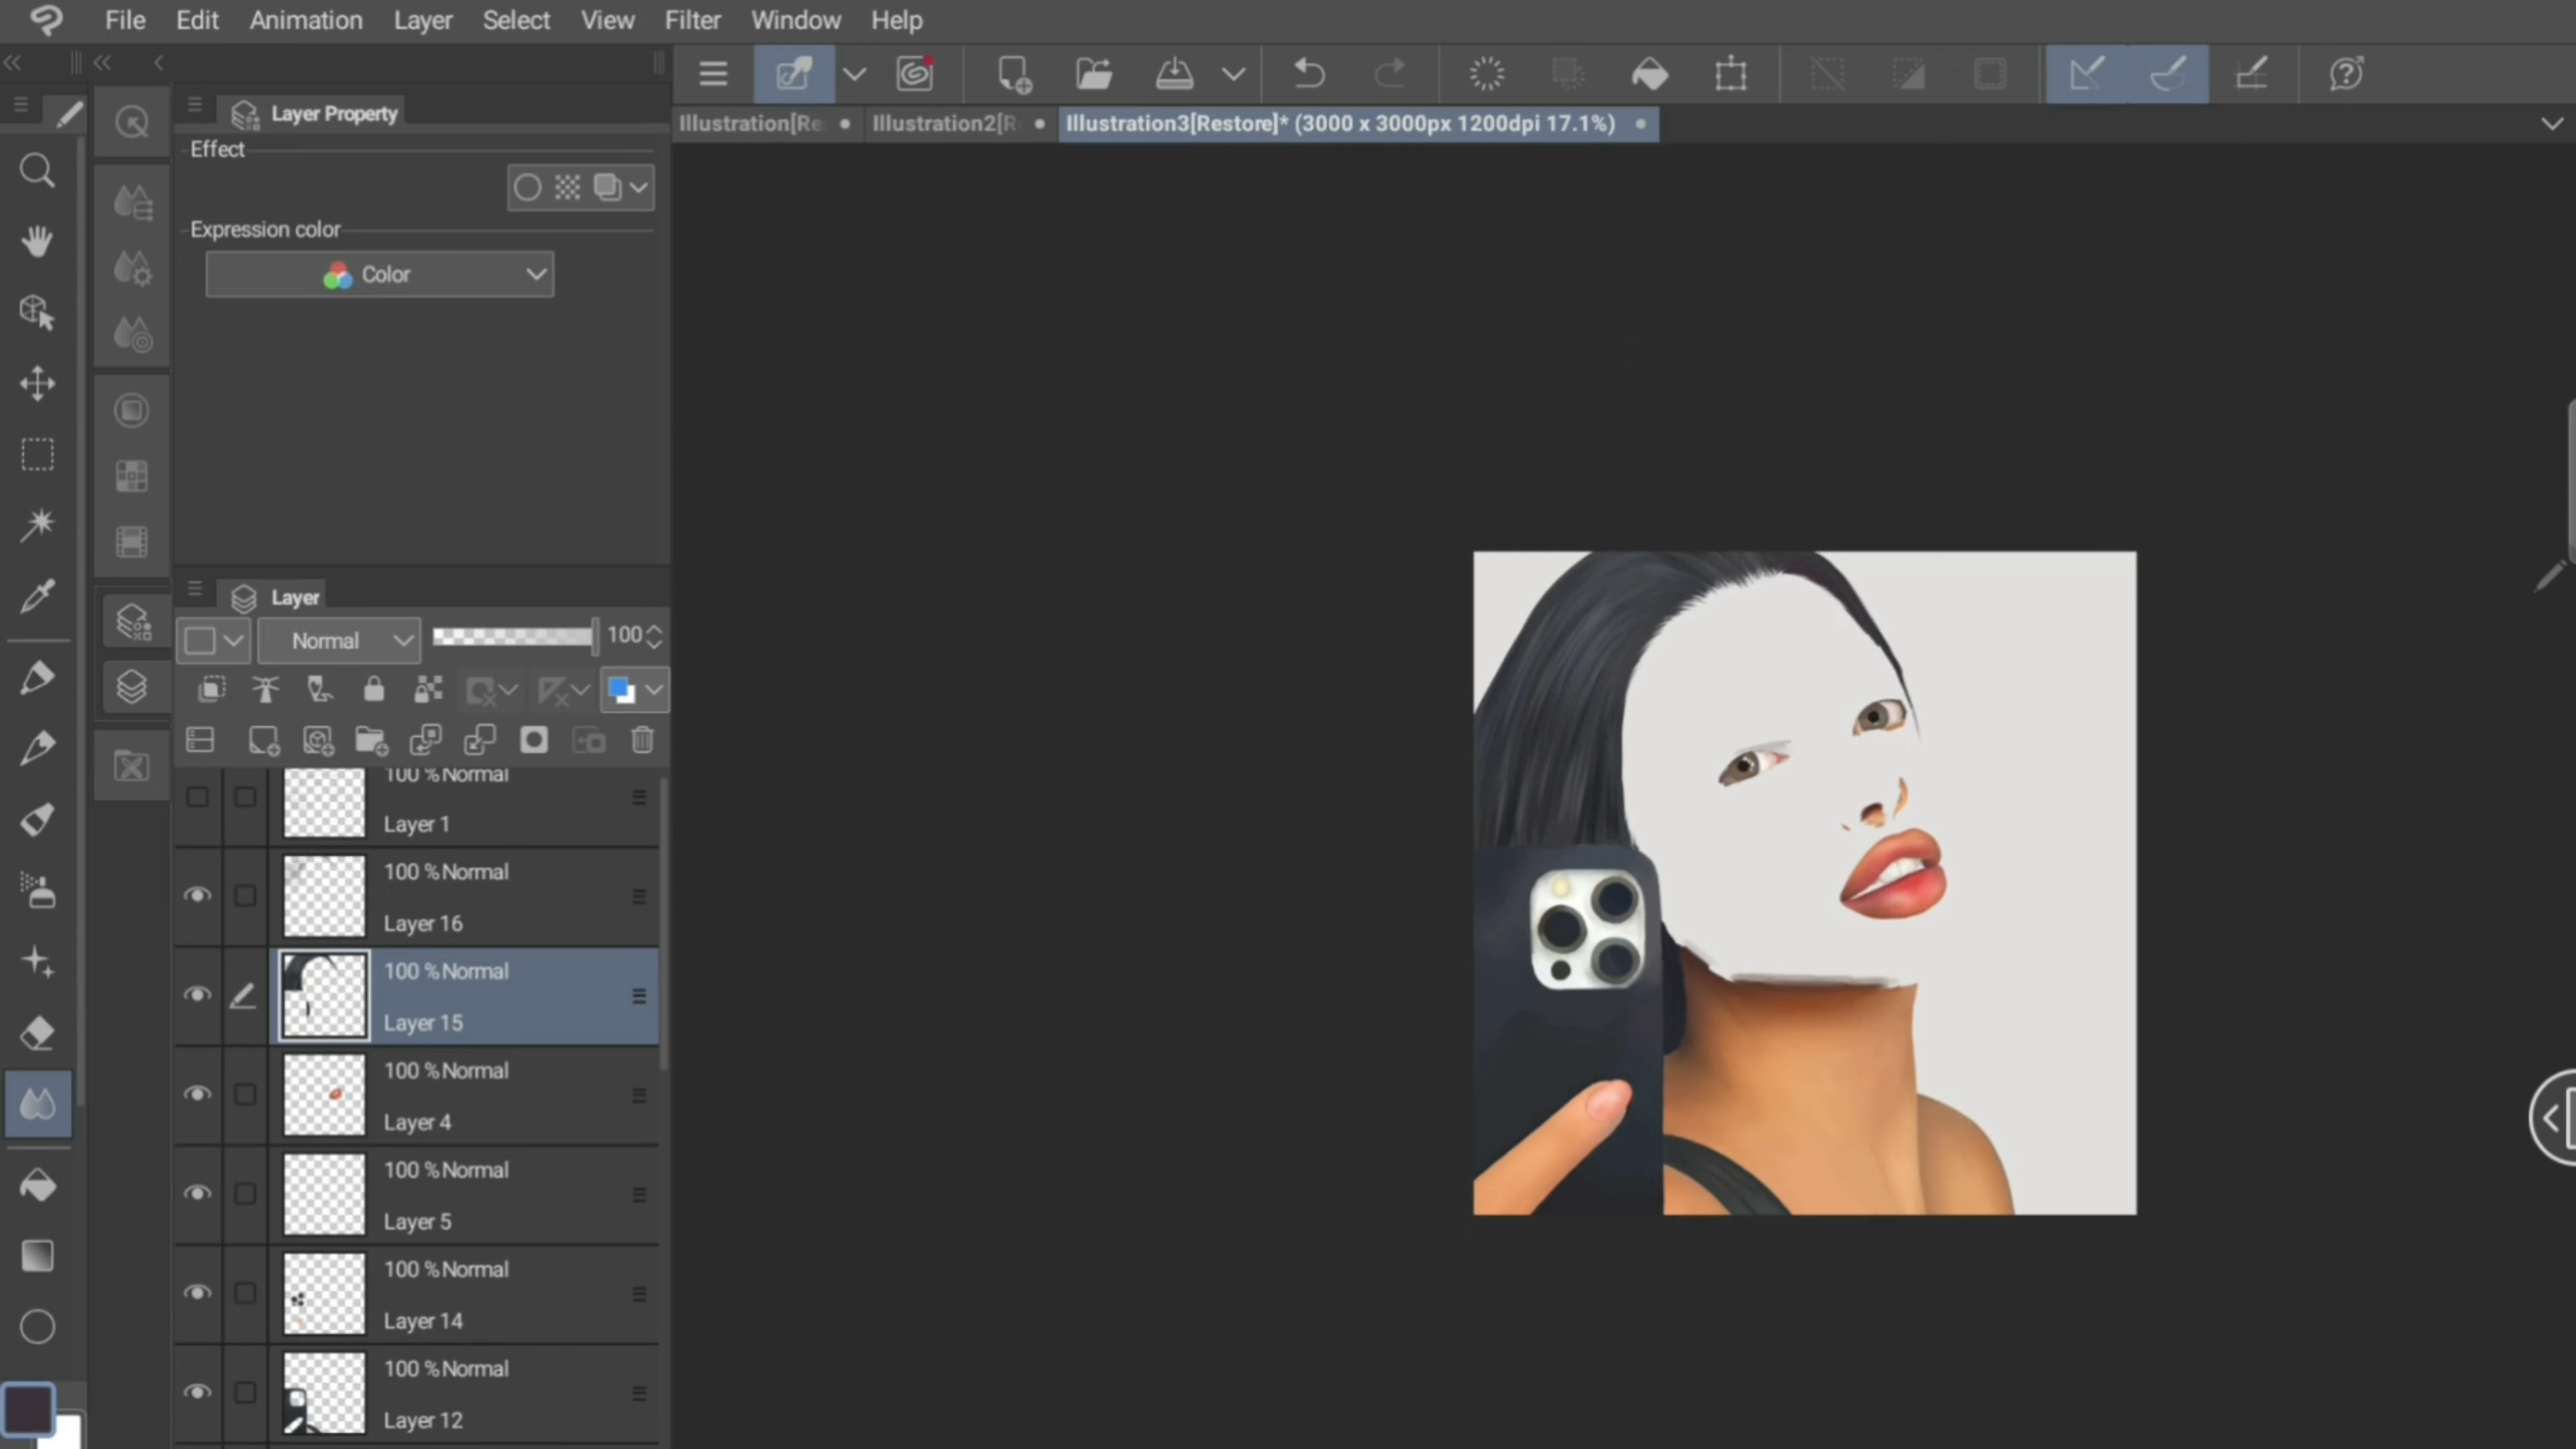 File Edit Animation Layer Select View Filter Window Help
Layer Property
Illustration[Re Illustration2[R Illustration3[Restore]* (3000 x 3000px 1200dpi 17.1%)
Effect
Expression color
Color
Layer
Normal 100
100 %Normal
Layer 1
100 %Normal
Layer 16
100 %Normal
Layer 15
100 %Normal
Layer 4
100 %Normal
Layer 5
100 %Normal
Layer 14
100 %Normal
Layer 12